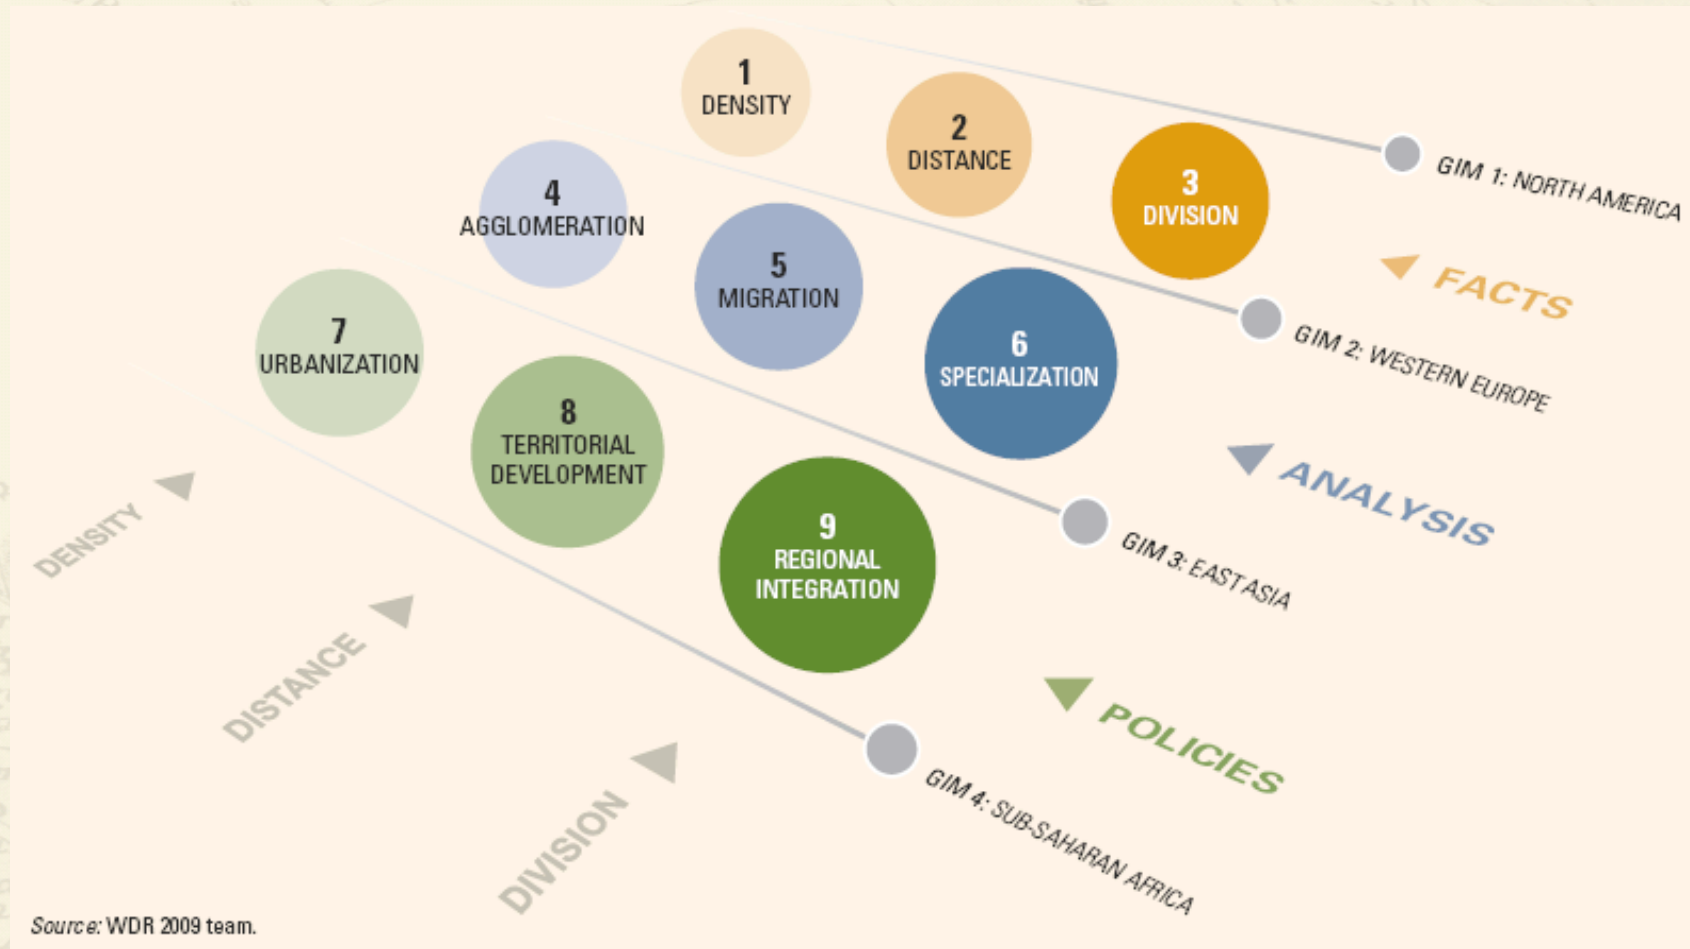 1
DENSITY
2
DISTANCE
3
DIVISION
GIM 1: NORTH AMERICA
FACTS
4
AGGLOMERATION
5
MIGRATION
6
SPECIALIZATION
GIM 2: WESTERN EUROPE
ANALYSIS
7
URBANIZATION
8
TERRITORIAL
DEVELOPMENT
9
REGIONAL
INTEGRATION
GIM 3: EAST ASIA
POLICIES
GIM 4: SUB-SAHARAN AFRICA
DENSITY
DISTANCE
DIVISION
Source: WDR 2009 team.